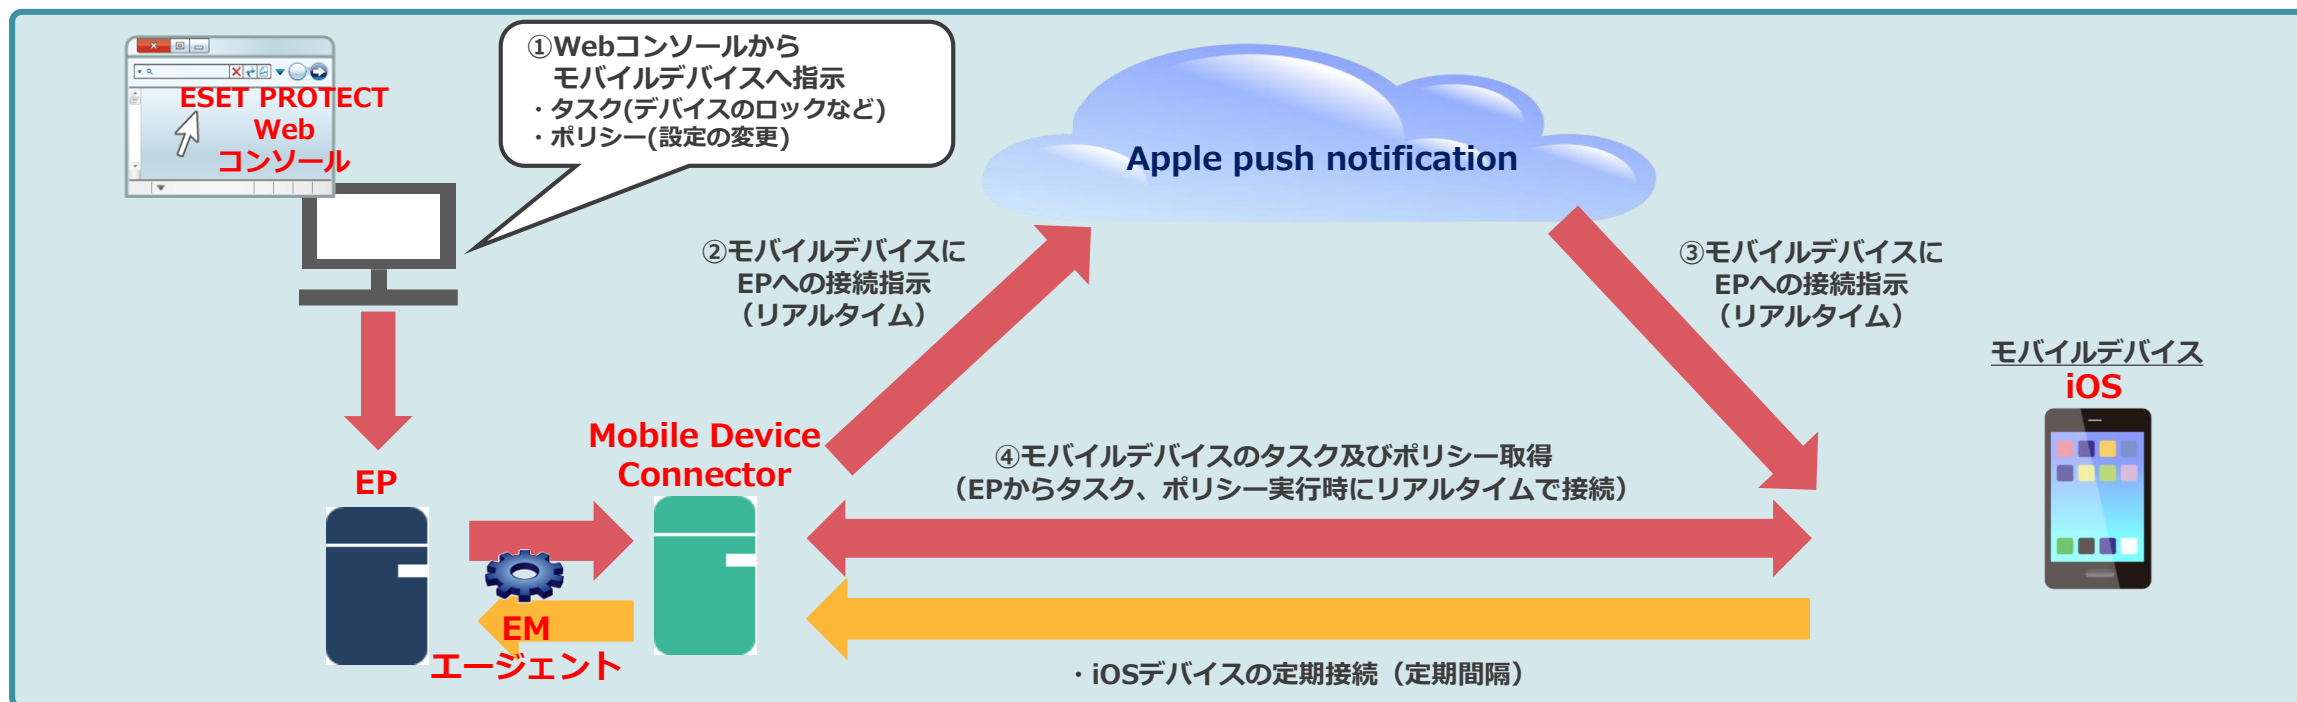 ESET PROTECT
Web
コンソール
①Webコンソールから
モバイルデバイスへ指示
・タスク(デバイスのロックなど)
・ポリシー(設定の変更)
Apple push notification
②モバイルデバイスに
EPへの接続指示
（リアルタイム）
③モバイルデバイスに
EPへの接続指示
（リアルタイム）
モバイルデバイス
iOS
EP
Mobile Device
Connector
④モバイルデバイスのタスク及びポリシー取得
（EPからタスク、ポリシー実行時にリアルタイムで接続）
EM
エージェント
・iOSデバイスの定期接続（定期間隔）